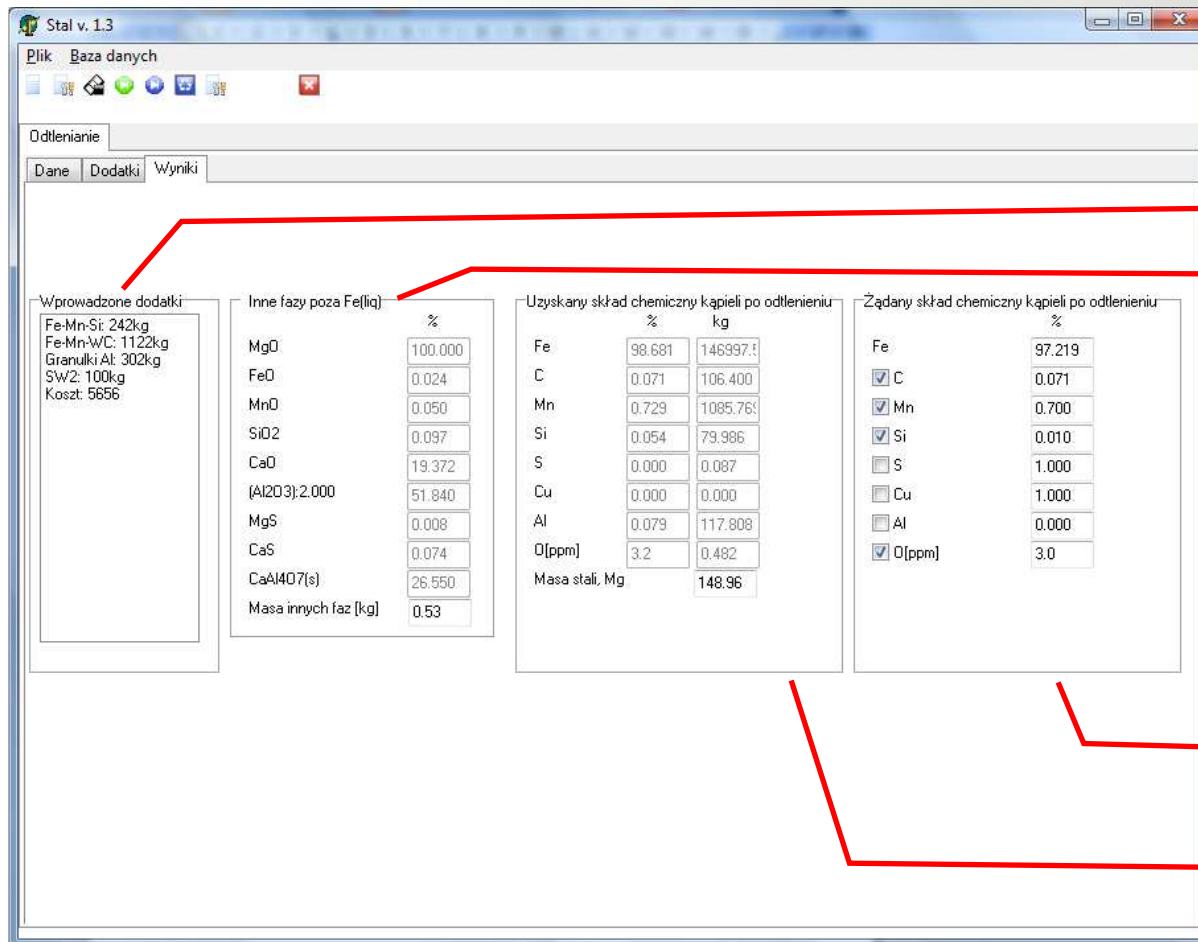 Stal v. 1.3
Plik Baza danych
Odtlenianie
Dane Dodatki Wyniki
Wprowadzone dodatki
Fe-Mn-Si: 242kg
Fe-Mn-WC: 1122kg
Granulki Al: 302kg
SW2: 100kg
Koszt: 5656
Inne fazy poza Fe(liq)
%
MgO 100.000
FeO 0.024
MnO 0.050
SiO2 0.097
CaO 19.372
(Al2O3):2.000 51.840
MgS 0.008
CaS 0.074
CaAl4O7(s) 26.550
Masa innych faz [kg] 0.53
Uzyskany skład chemiczny kąpieli po odtlenieniu
% kg
Fe 98.681 146997.5
C 0.071 106.400
Mn 0.729 1085.769
Si 0.054 79.986
S 0.000 0.087
Cu 0.000 0.000
Al 0.079 117.808
O[ppm] 3.2 0.482
Masa stali, Mg 148.96
Żądany skład chemiczny kąpieli po odtlenieniu
%
Fe 97.219
C 0.071
Mn 0.700
Si 0.010
S 1.000
Cu 1.000
Al 0.000
O[ppm] 3.0